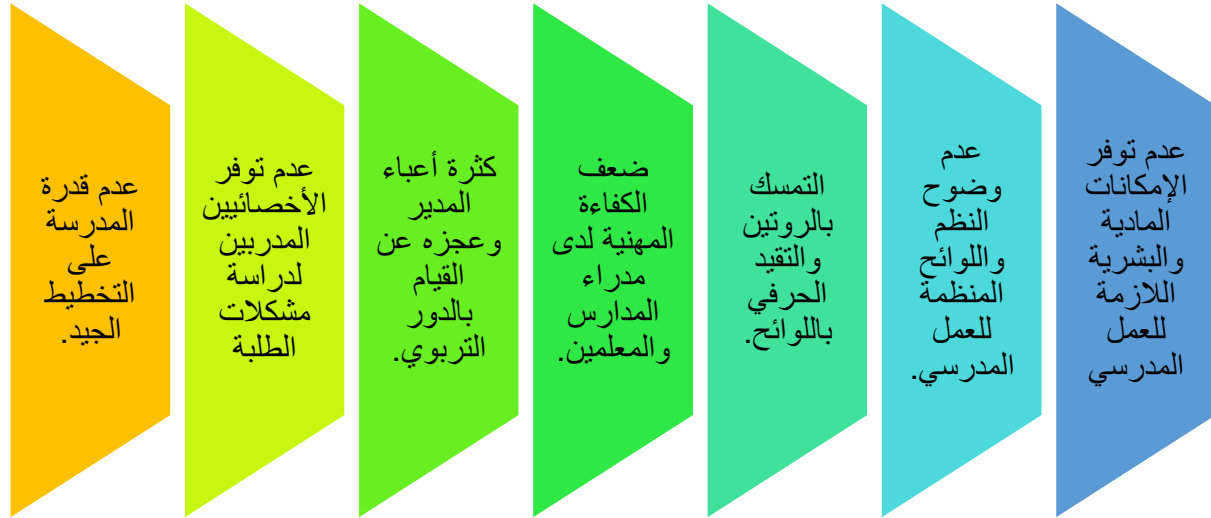 عدم توفر
الإمكانات
المادية
والبشرية
اللازمة
للعمل
المدرسي
عدم
وضوح
النظم
واللوائح
المنظمة
للعمل
المدرسي.
التمسك
بالروتين
والتقيد
الحرفي
باللوائح.
ضعف
الكفاءة
المهنية لدى
مدراء
المدارس
والمعلمين.
كثرة أعباء
المدير
وعجزه عن
القيام
بالدور
التربوي.
عدم توفر
الأخصائيين
المدربين
لدراسة
مشكلات
الطلبة
عدم قدرة
المدرسة
على
التخطيط
الجيد.